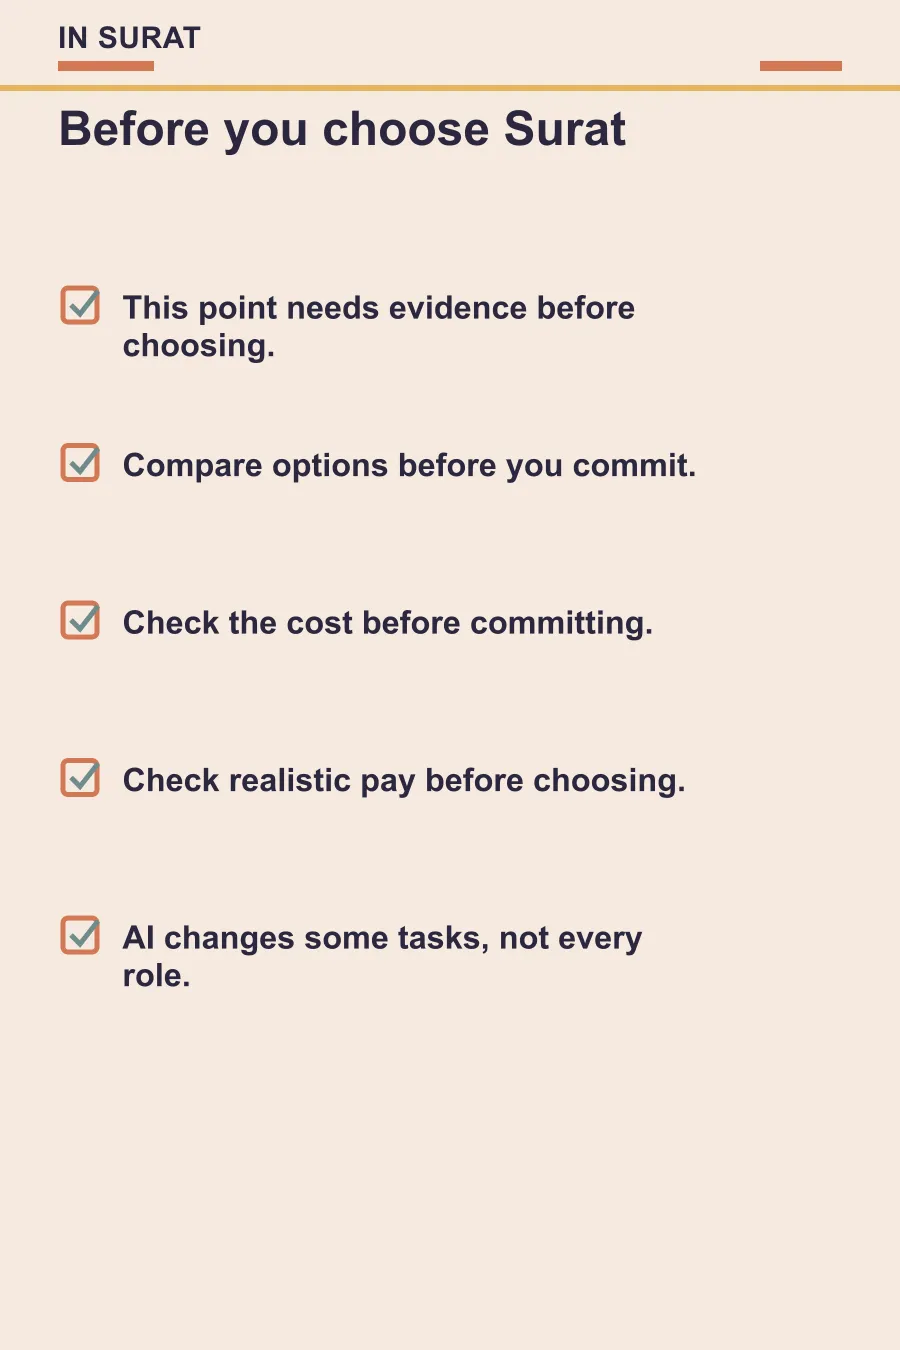 IN SURAT
Before you choose Surat
This point needs evidence before
choosing.
Compare options before you commit.
Check the cost before committing.
Check realistic pay before choosing.
AI changes some tasks, not every
role.